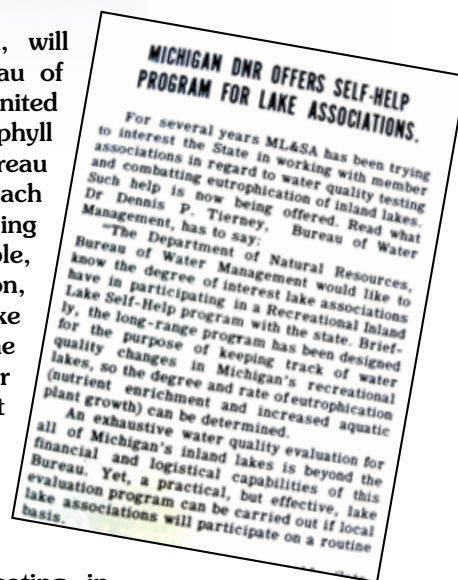 , will
au of
nited
phyll
reau
ach
ing
ple,
on,
ke
ne
r
t
MICHIGAN DNR OFFERS SELF-HELP
PROGRAM FOR LAKE ASSOCIATIONS.
For several years ML&SA has been trying
to interest the State in working with member
associations in regard to water quality testing
and combatting eutrophication of inland lakes.
Such help is now being offered. Read what
Dr Dennis P. Tierney, Bureau of Water
Management, has to say:
"The Department of Natural Resources,
Bureau of Water Management would like to
know the degree of interest lake associations
have in participating in a Recreational Inland
Lake Self-Help program with the state. Brief-
ly, the long-range program has been designed
for the purpose of keeping track of water
quality changes in Michigan's recreational
lakes, so the degree and rate of eutrophication
(nutrient enrichment and increased aquatic
plant growth) can be determined.
An exhaustive water quality evaluation for
all of Michigan's inland lakes is beyond the
financial and logistical capabilities of this
Bureau. Yet, a practical, but effective, lake
evaluation program can be carried out if local
lake associations will participate on a routine
basis.